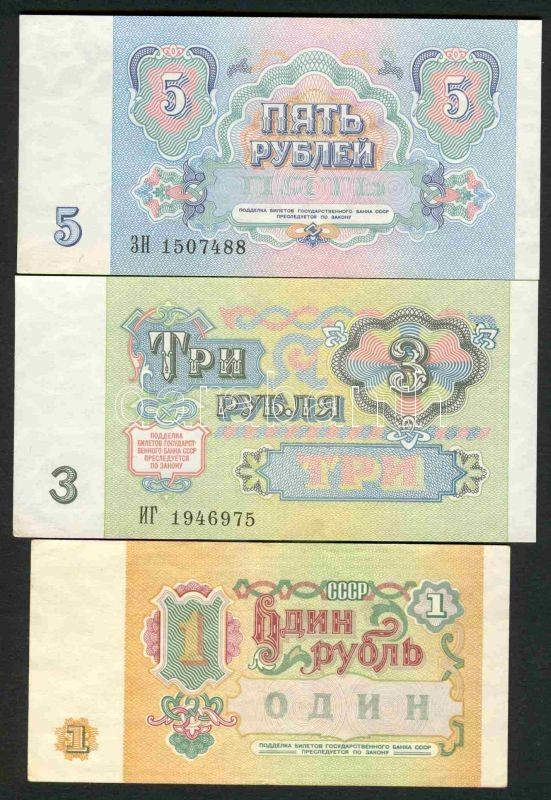 5 5
ПЯТЬ
РУБЛЕЙ
ПОДДЕЛКА БИЛЕТОВ ГОСУДАРСТВЕННОГО БАНКА СССР
ПРЕСЛЕДУЕТСЯ ПО ЗАКОНУ
5
ЗН 1507488
ТРИ
3
РУБЛЯ
ПОДДЕЛКА
БИЛЕТОВ ГОСУДАРСТ-
ВЕННОГО БАНКА СССР
ПРЕСЛЕДУЕТСЯ
ПО ЗАКОНУ
ТРИ
3
ИГ 1946975
СССР
1
1
ОДИН
РУБЛЬ
ОДИН
1
ПОДДЕЛКА БИЛЕТОВ ГОСУДАРСТВЕННОГО БАНКА СССР
ПРЕСЛЕДУЕТСЯ ПО ЗАКОНУ